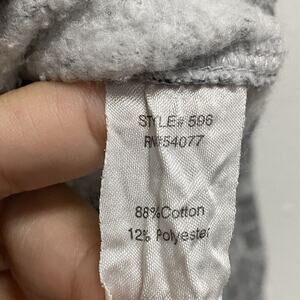 STYLE# 596
RN#54077
88%Cotton
12% Polyester